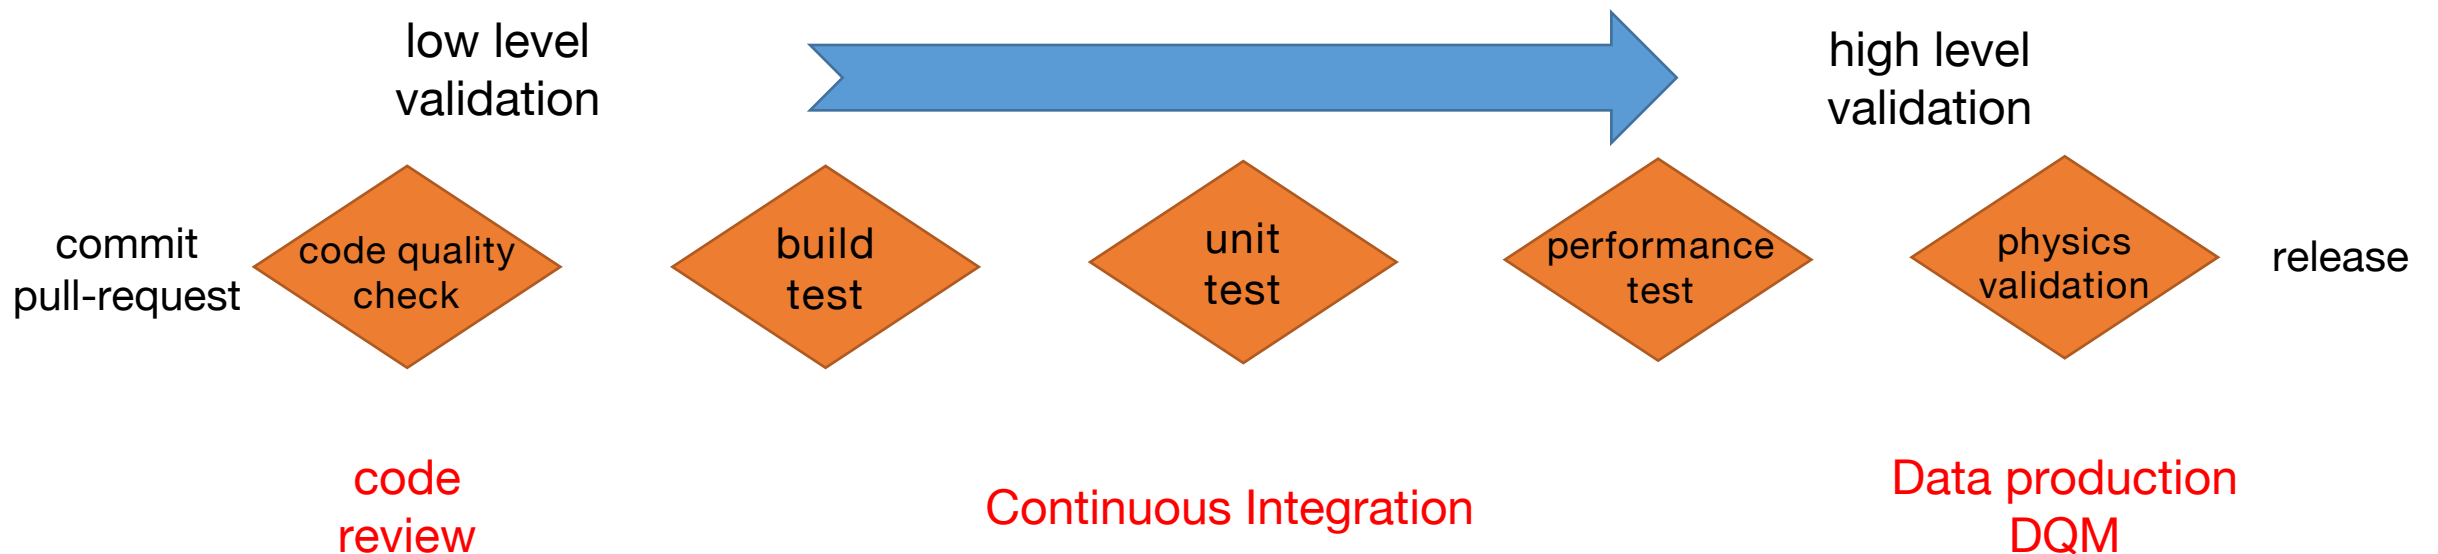 low level
validation
high level
validation
commit
pull-request
code quality
check
build
test
unit
test
performance
test
physics
validation
release
code
review
Continuous Integration
Data production
DQM